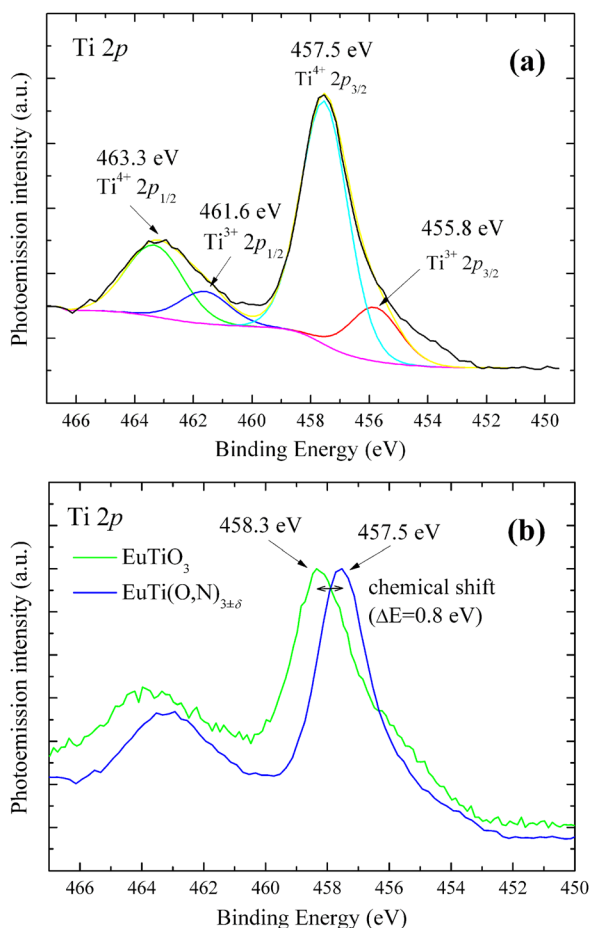 Ti 2p
457.5 eV
Ti⁴⁺ 2p₃/₂
(a)
463.3 eV
Ti⁴⁺ 2p₁/₂
461.6 eV
Ti³⁺ 2p₁/₂
455.8 eV
Ti³⁺ 2p₃/₂
Photoemission intensity (a.u.)
466 464 462 460 458 456 454 452 450
Binding Energy (eV)
Ti 2p
(b)
458.3 eV
457.5 eV
EuTiO₃
EuTi(O,N)₃±δ
chemical shift
(ΔE=0.8 eV)
Photoemission intensity (a.u.)
466 464 462 460 458 456 454 452 450
Binding Energy (eV)